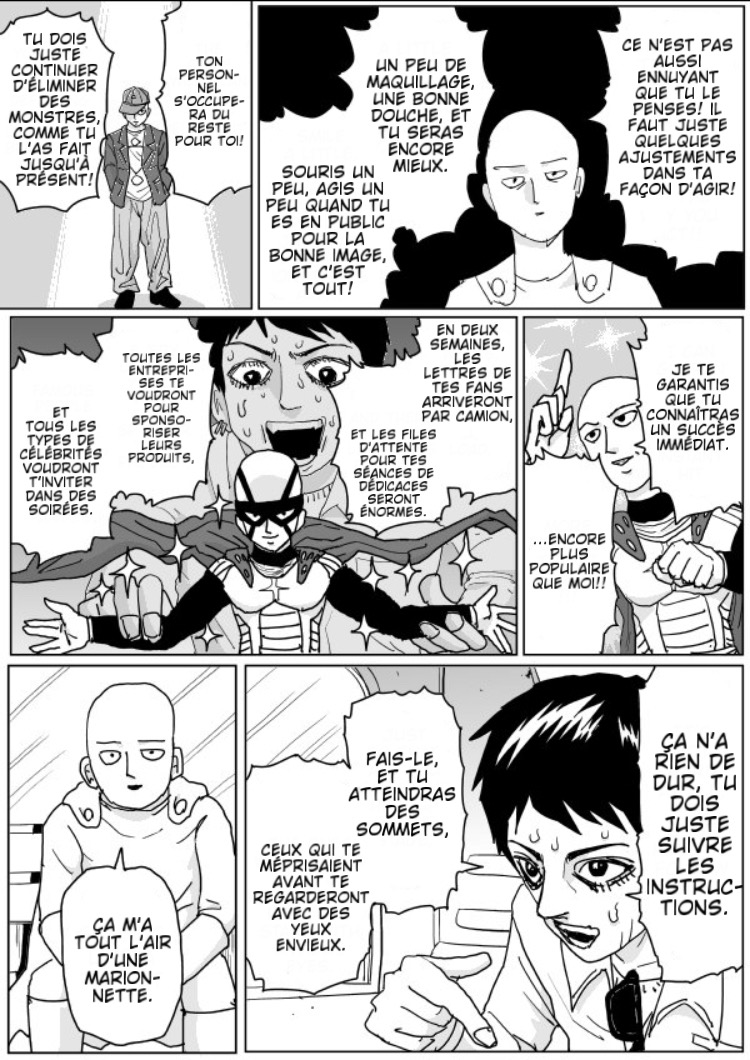 CE N'EST PAS
AUSSI
ENNUYANT
QUE TU LE
PENSES! IL
FAUT JUSTE
QUELQUES
AJUSTEMENTS
DANS TA
FAÇON D'AGIR!
UN PEU DE
MAQUILLAGE,
UNE BONNE
DOUCHE, ET
TU SERAS
ENCORE
MIEUX.
SOURIS UN
PEU, AGIS UN
PEU QUAND TU
ES EN PUBLIC
POUR LA
BONNE IMAGE,
ET C'EST
TOUT!
TON
PERSON-
NEL
S'OCCUPE-
RA DU
RESTE
POUR TOI!
TU DOIS
JUSTE
CONTINUER
D'ÉLIMINER
DES
MONSTRES,
COMME TU
L'AS FAIT
JUSQU'À
PRÉSENT!
JE TE
GARANTIS
QUE TU
CONNAÎTRAS
UN SUCCÈS
IMMÉDIAT.
...ENCORE
PLUS
POPULAIRE
QUE MOI!!
EN DEUX
SEMAINES,
LES
LETTRES DE
TES FANS
ARRIVERONT
PAR CAMION,
ET LES FILES
D'ATTENTE
POUR TES
SÉANCES DE
DÉDICACES
SERONT
ÉNORMES.
TOUTES LES
ENTREPRI-
SES TE
VOUDRONT
POUR
SPONSO-
RISER
LEURS
PRODUITS,
ET
TOUS LES
TYPES DE
CÉLÉBRITÉS
VOUDRONT
T'INVITER
DANS DES
SOIRÉES.
ÇA N'A
RIEN DE
DUR, TU
DOIS
JUSTE
SUIVRE
LES
INSTRUC-
TIONS.
FAIS-LE,
ET TU
ATTEINDRAS
DES
SOMMETS,
CEUX QUI TE
MÉPRISAIENT
AVANT TE
REGARDERONT
AVEC DES
YEUX
ENVIEUX.
ÇA M'A
TOUT L'AIR
D'UNE
MARION-
NETTE.